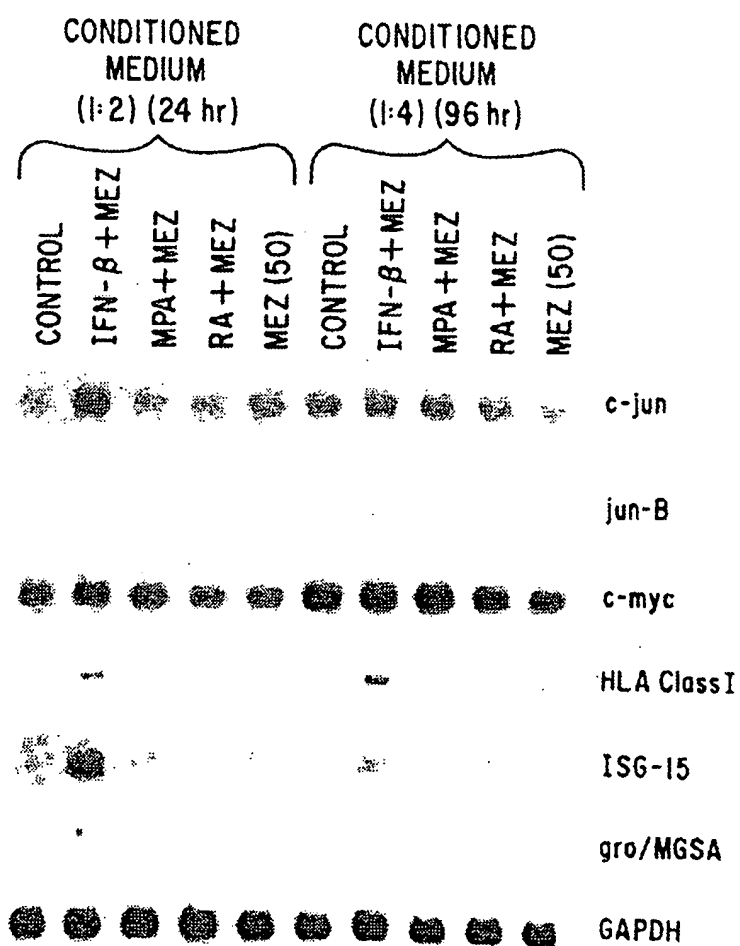 CONDITIONED
MEDIUM
(1:2) (24 hr)
CONDITIONED
MEDIUM
(1:4) (96 hr)
CONTROL
IFN-β+MEZ
MPA+MEZ
RA+MEZ
MEZ (50)
CONTROL
IFN-β+MEZ
MPA+MEZ
RA+MEZ
MEZ (50)
c-jun
jun-B
c-myc
HLA Class I
ISG-15
gro/MGSA
GAPDH